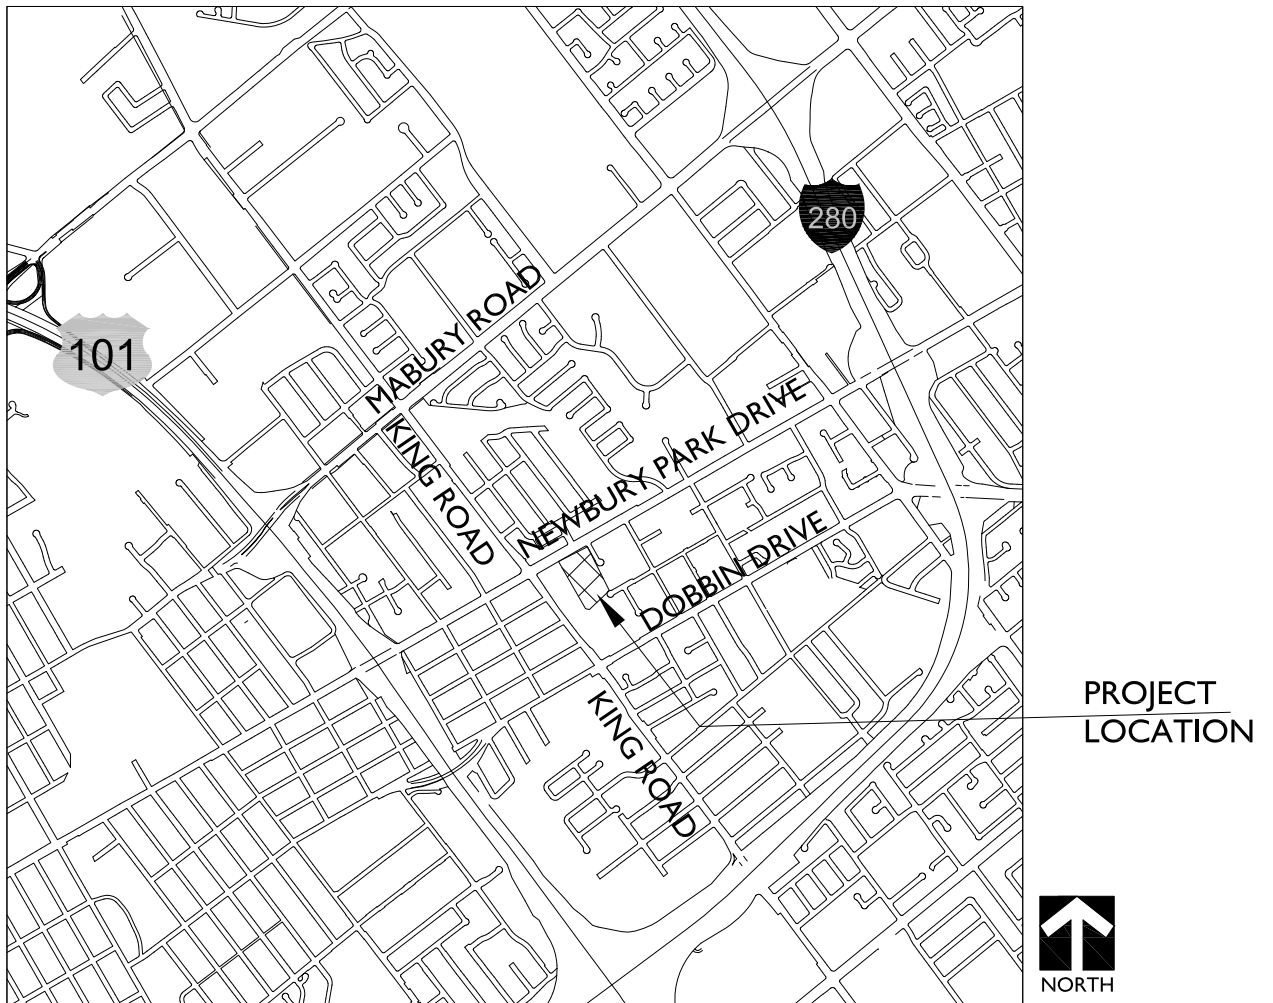 280
101
MABURY ROAD
KING ROAD
NEWBURY PARK DRIVE
DOBBIN DRIVE
KING ROAD
PROJECT
LOCATION
NORTH